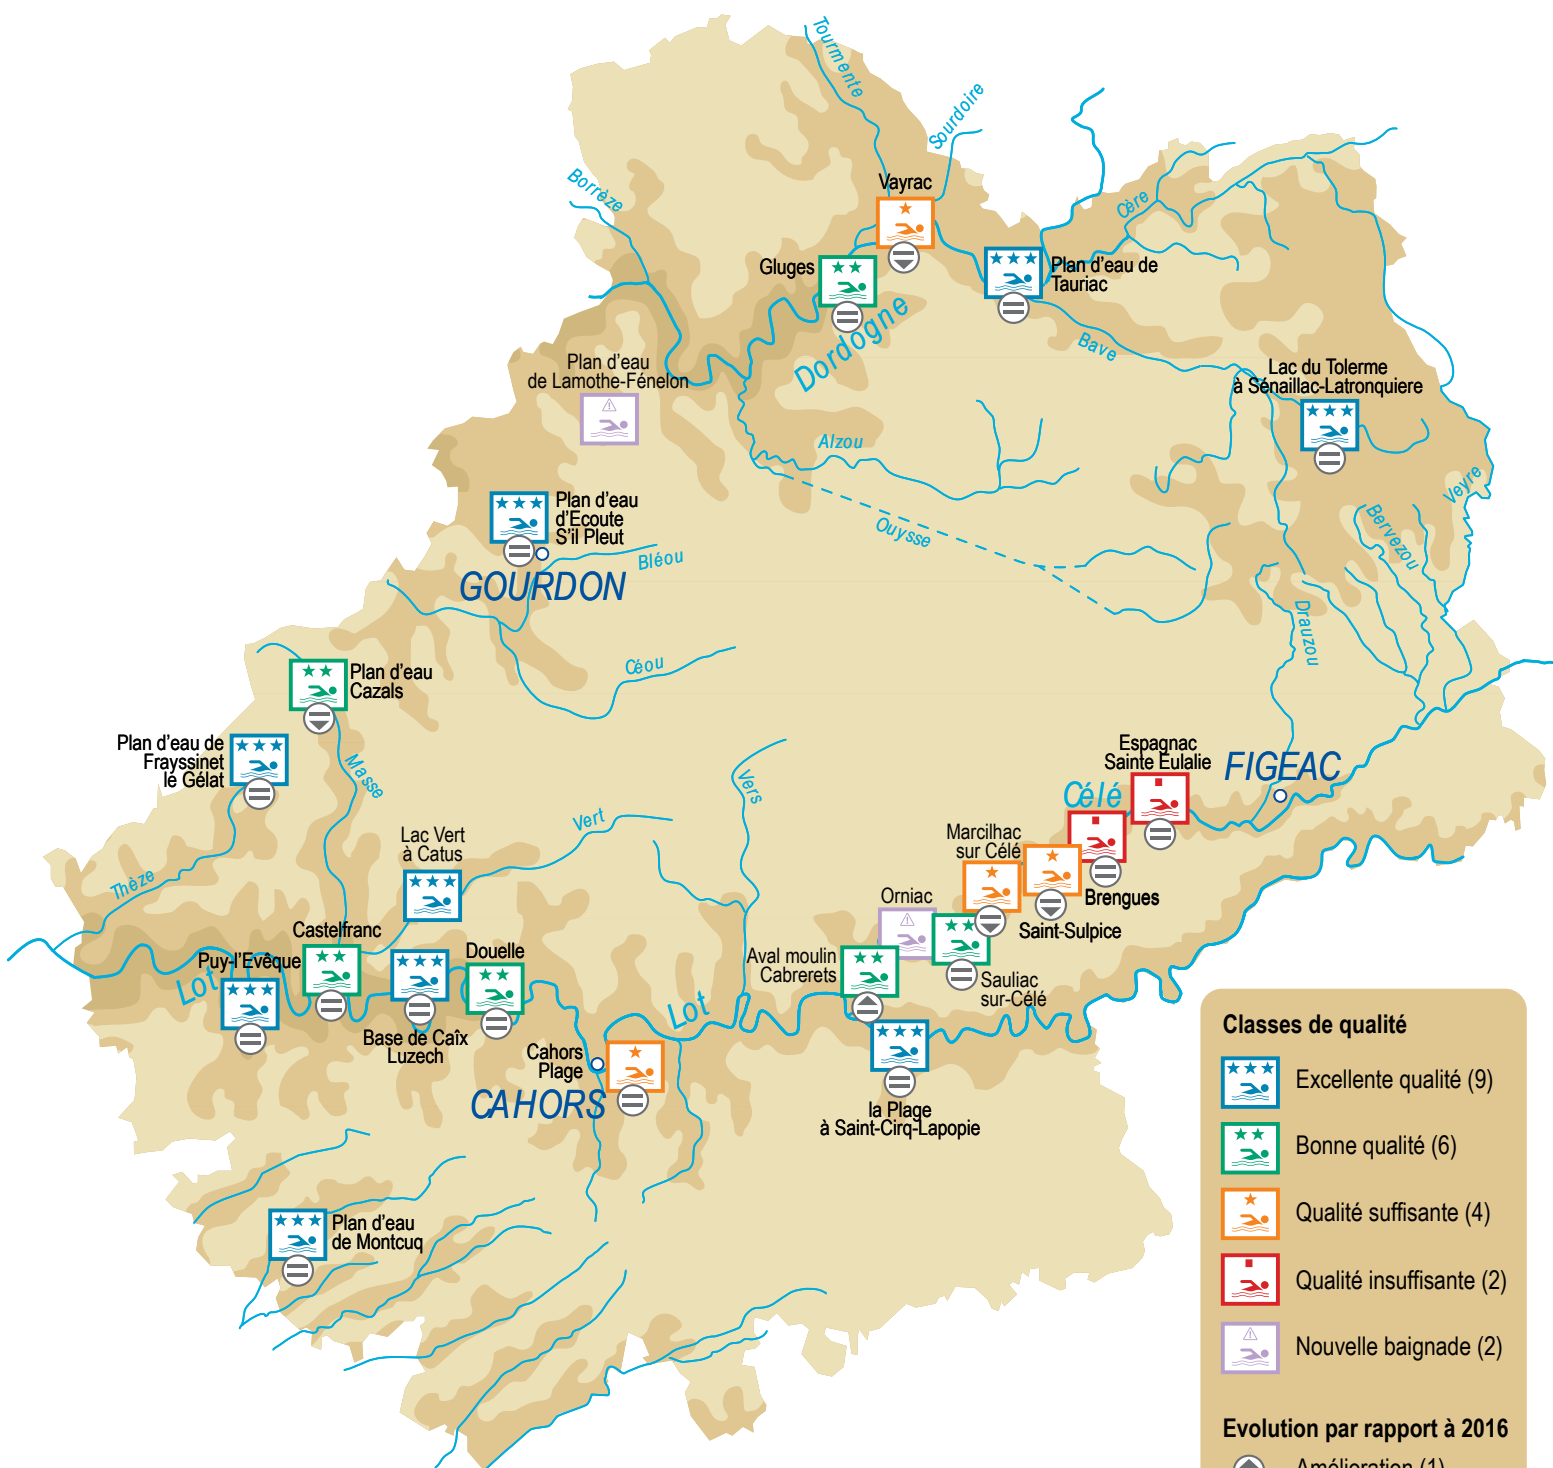 Tourmente
Sourdoire
Vayrac
Borrèze
Cère
Gluges
Plan d'eau de
Tauriac
Dordogne
Bave
Plan d'eau
de Lamothe-Fénelon
Lac du Tolerme
à Sénaillac-Latronquiere
Alzou
Veyre
Plan d'eau
d'Ecoute
S'il Pleut
Ouysse
Bervezou
Bléou
GOURDON
Drauzou
Céou
Plan d'eau
Cazals
Plan d'eau de
Frayssinet
le Gélat
Masse
Vers
Espagnac
Sainte Eulalie
FIGEAC
Célé
Lac Vert
à Catus
Vert
Marcilhac
sur Célé
Thèze
Orniac
Brengues
Saint-Sulpice
Castelfranc
Douelle
Puy-l'Evêque
Lot
Aval moulin
Cabrerets
Sauliac
sur-Célé
Lot
Base de Caîx
Luzech
Cahors
Plage
CAHORS
la Plage
à Saint-Cirq-Lapopie
Plan d'eau
de Montcuq
Classes de qualité
Excellente qualité (9)
Bonne qualité (6)
Qualité suffisante (4)
Qualité insuffisante (2)
Nouvelle baignade (2)
Evolution par rapport à 2016
Amélioration (1)